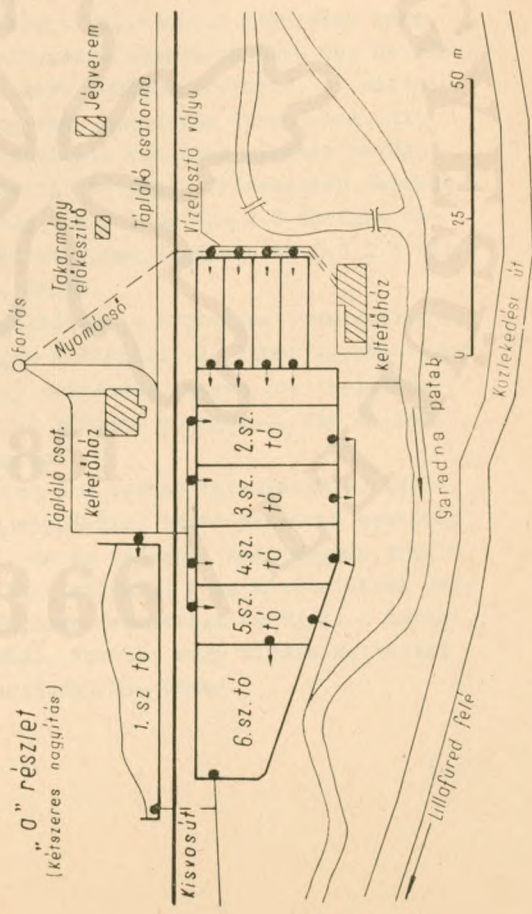 "a" részlet
(Kétszeres nagyítás)
Forrás
Takarmány
előkészítő
Jégverem
Nyomócső
Tápláló csat.
Keltetőház
Tápláló csatorna
1. sz tó
Kisvasút
Vízelosztó vályu
2.sz.
tó
3.sz.
tó
4.sz.
tó
5.sz.
tó
6.sz.tó
Keltetőház
Garadna patak
0
25
50 m
Közlekedési út
Lillafüred felé